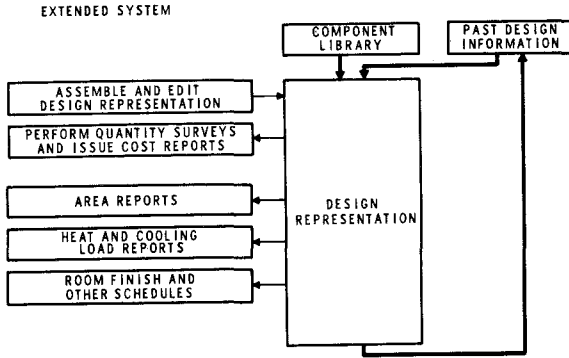 EXTENDED SYSTEM
COMPONENT
LIBRARY
PAST DESIGN
INFORMATION
ASSEMBLE AND EDIT
DESIGN REPRESENTATION
PERFORM QUANTITY SURVEYS
AND ISSUE COST REPORTS
AREA REPORTS
HEAT AND COOLING
LOAD REPORTS
ROOM FINISH AND
OTHER SCHEDULES
DESIGN
REPRESENTATION